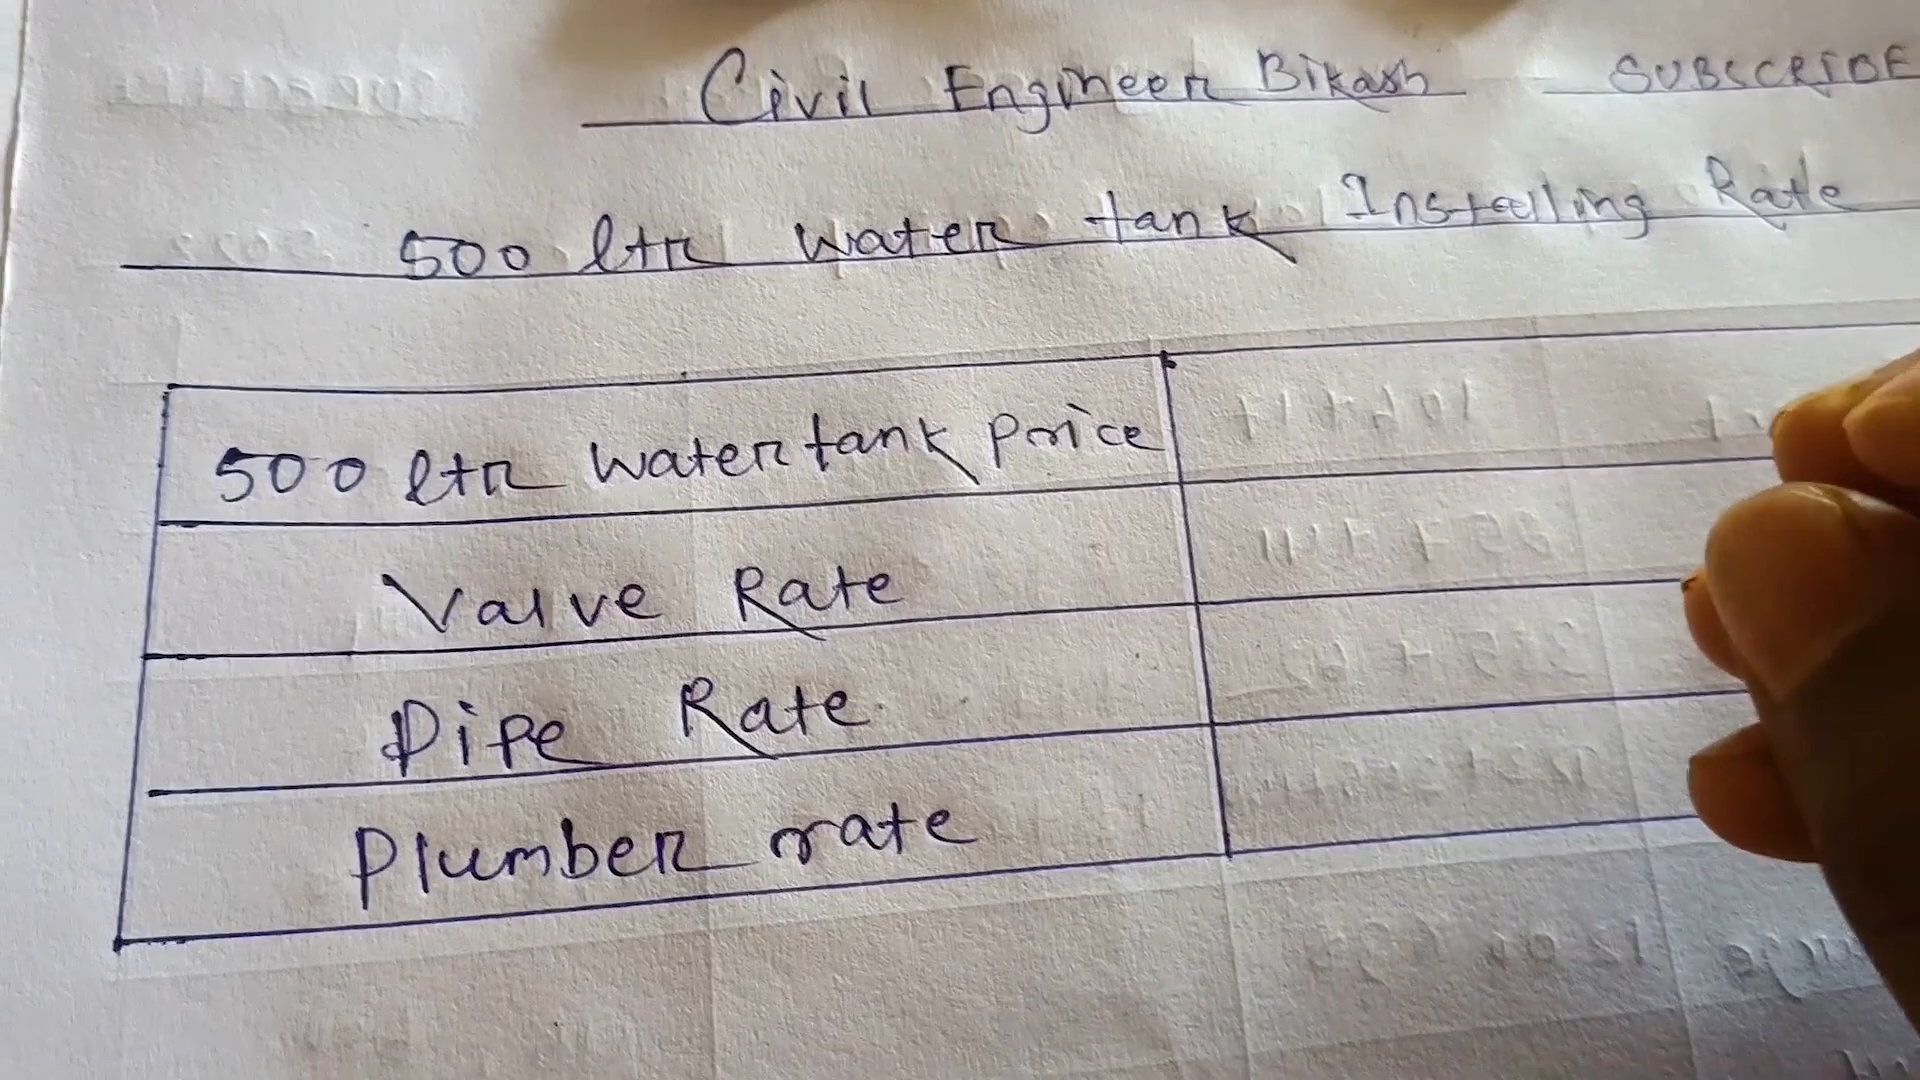 Civil Engineer Bikash SUBSCRIBE
500 ltr water tank Installing Rate
500 ltr water tank price
Valve Rate
Pipe Rate
Plumber rate